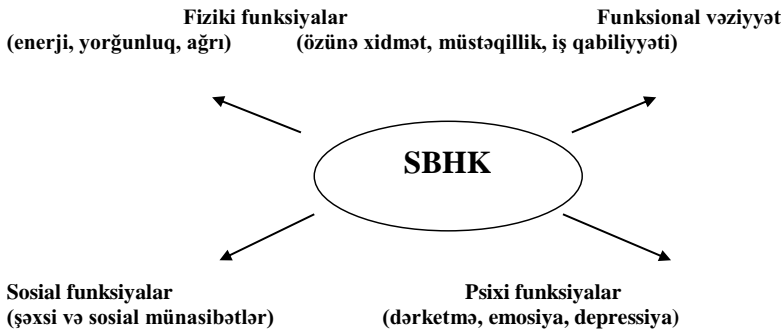 Fiziki funksiyalar Funksional vəziyyət
(enerji, yorğunluq, ağrı) (özünə xidmət, müstəqillik, iş qabiliyyəti)
SBHK
Sosial funksiyalar Psixi funksiyalar
(şəxsi və sosial münasibətlər) (dərketmə, emosiya, depressiya)